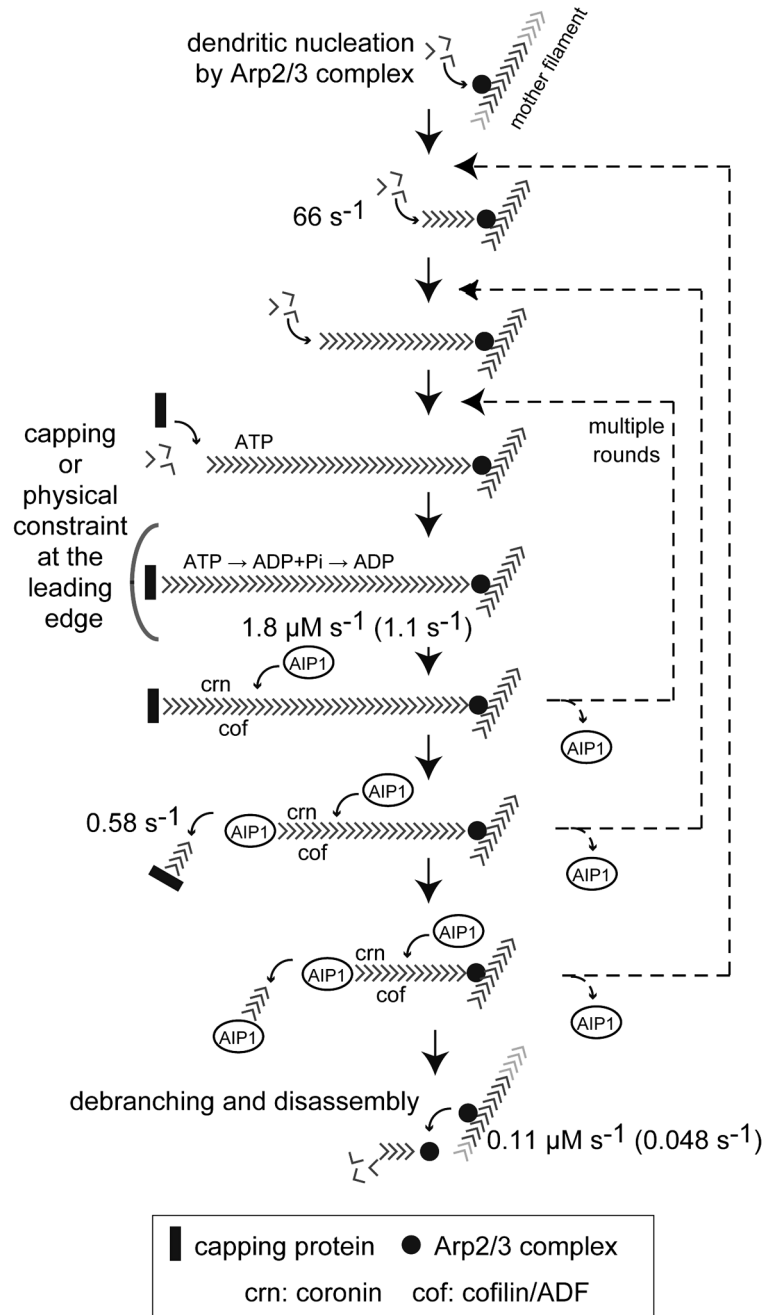 dendritic nucleation
by Arp2/3 complex
mother filament
66 s-1
multiple
rounds
capping
or
physical
constraint
at the
leading
edge
ATP
ATP → ADP+Pi → ADP
1.8 µM s-1 (1.1 s-1)
AIP1
crn
cof
AIP1
AIP1
0.58 s-1
AIP1
crn
cof
AIP1
AIP1
crn
AIP1
cof
AIP1
AIP1
debranching and disassembly
0.11 µM s-1 (0.048 s-1)
capping protein
Arp2/3 complex
crn: coronin
cof: cofilin/ADF